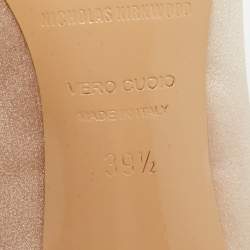 NICHOLAS KIRKWOOD
VERO CUOIO
MADE IN ITALY
39½